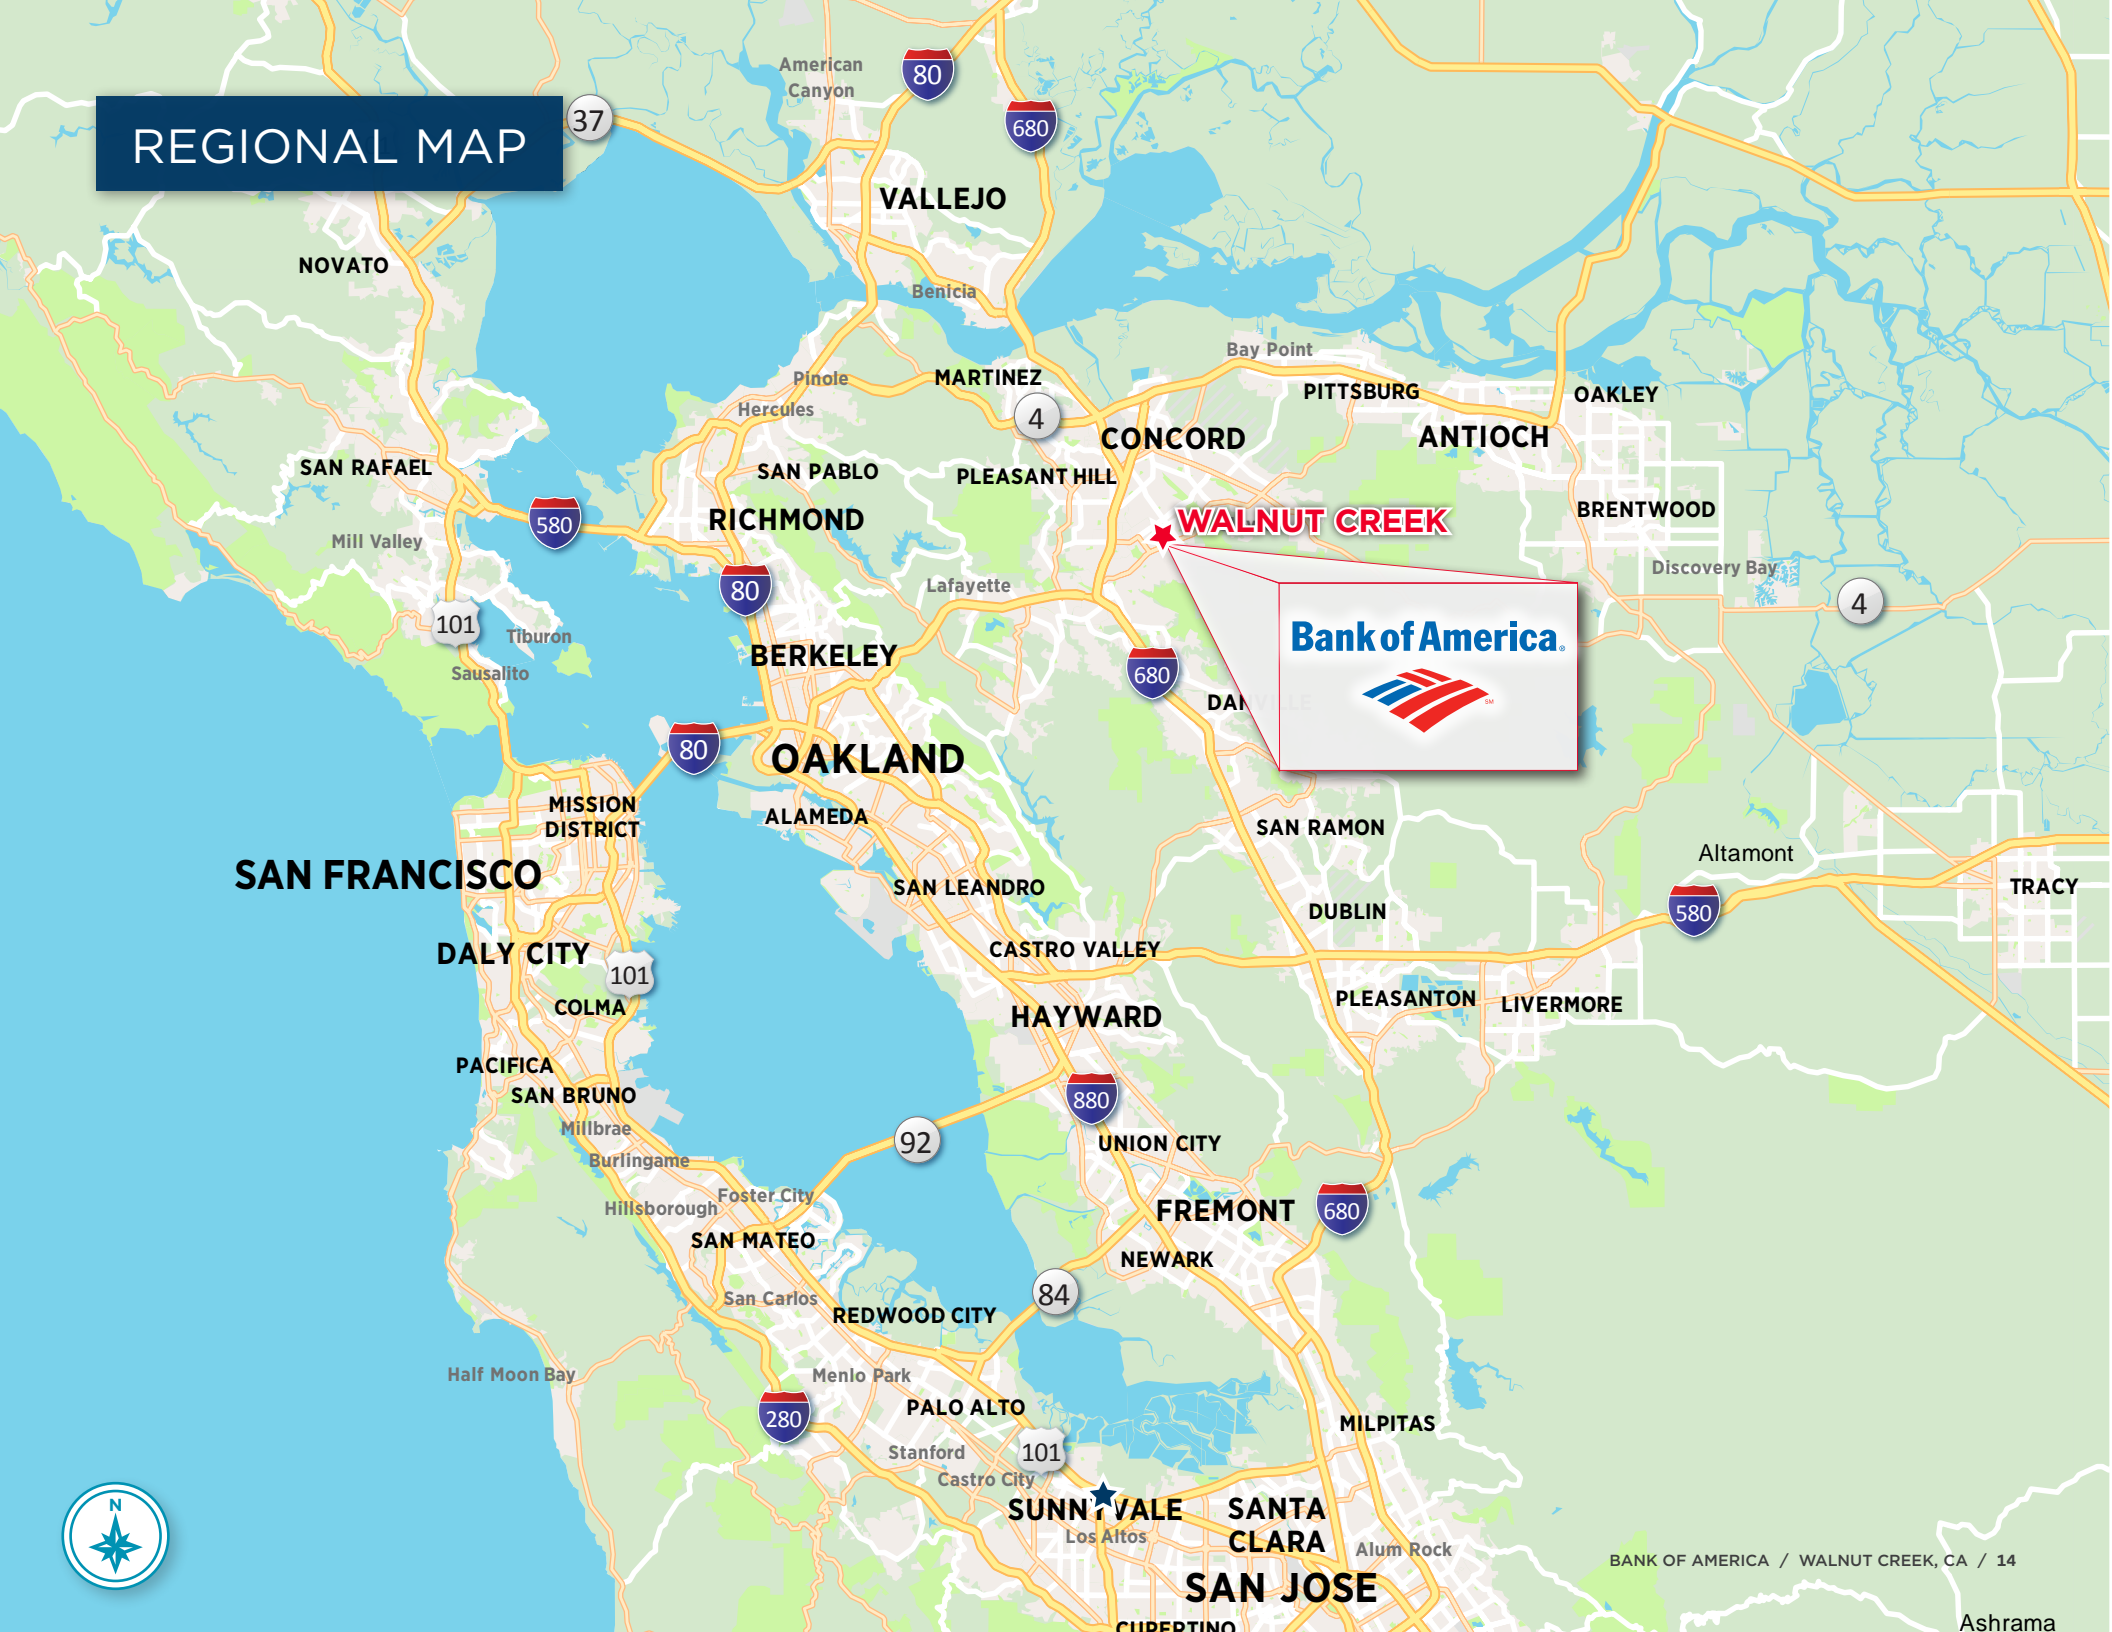 American
Canyon
80
680
37
REGIONAL MAP
VALLEJO
NOVATO
Benicia
Bay Point
Pinole
MARTINEZ
PITTSBURG
OAKLEY
Hercules
4
CONCORD
ANTIOCH
SAN RAFAEL
SAN PABLO
PLEASANT HILL
BRENTWOOD
580
RICHMOND
WALNUT CREEK
Mill Valley
Discovery Bay
80
Lafayette
4
101
Tiburon
Bank of America
BERKELEY
Sausalito
680
SM
DANVILLE
80
OAKLAND
MISSION
DISTRICT
ALAMEDA
SAN RAMON
Altamont
SAN FRANCISCO
SAN LEANDRO
TRACY
DUBLIN
580
DALY CITY
CASTRO VALLEY
101
COLMA
HAYWARD
PLEASANTON
LIVERMORE
PACIFICA
SAN BRUNO
880
Millbrae
92
UNION CITY
Burlingame
Foster City
Hillsborough
FREMONT
680
SAN MATEO
NEWARK
San Carlos
84
REDWOOD CITY
Half Moon Bay
Menlo Park
280
PALO ALTO
MILPITAS
Stanford
101
Castro City
N
SUNNYVALE
SANTA
CLARA
Los Altos
Alum Rock
BANK OF AMERICA / WALNUT CREEK, CA / 14
SAN JOSE
CUPERTINO
Ashrama